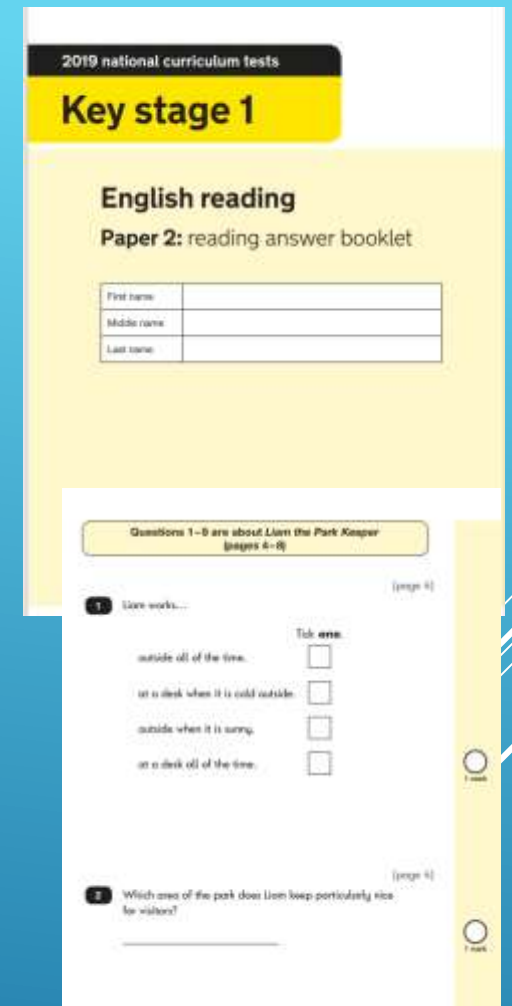 2019 national curriculum tests
Key stage 1
English reading
Paper 2: reading answer booklet
First name
Middle name
Last name
Questions 1–9 are about Liam the Park Keeper
(pages 4–8)
(page 4)
1 Liam works...
Tick one.
outside all of the time.
at a desk when it is cold outside.
outside when it is sunny.
at a desk all of the time.
1 mark
(page 4)
2 Which area of the park does Liam keep particularly nice
for visitors?
1 mark